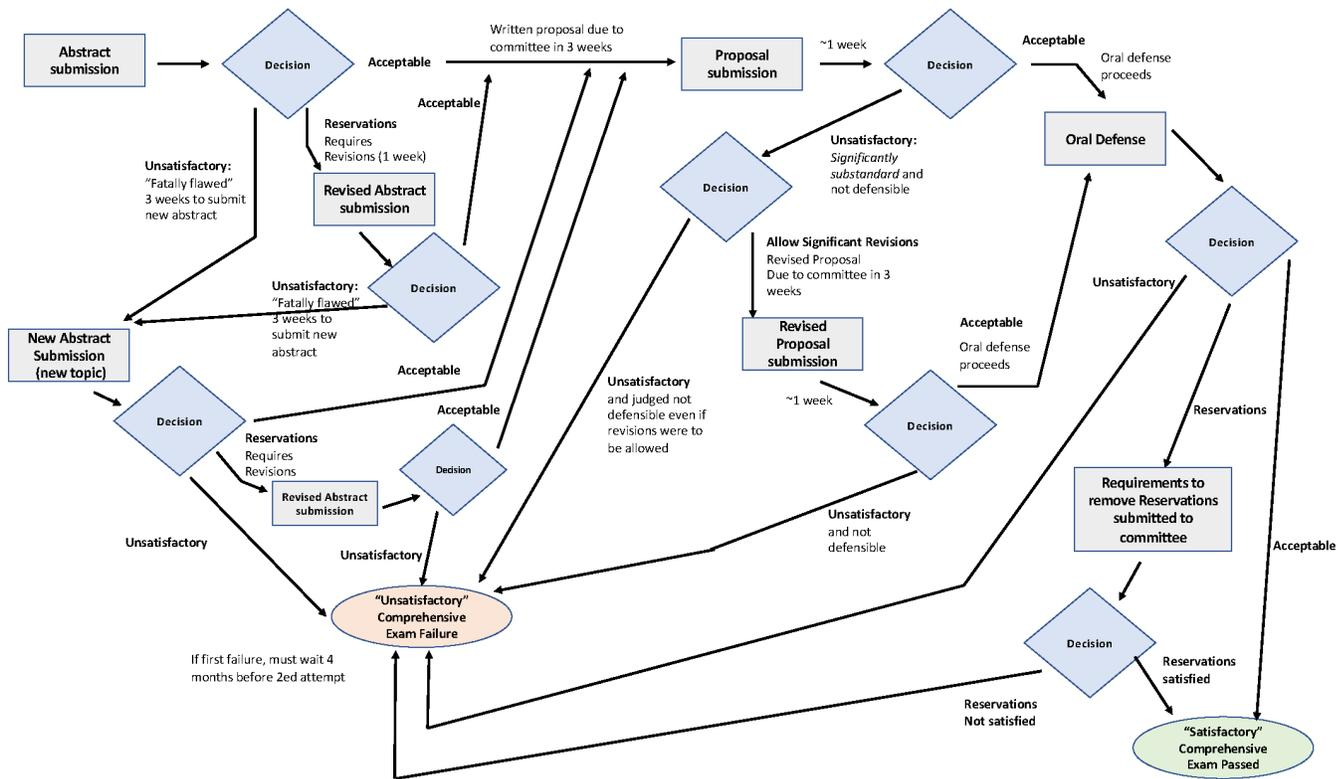 Abstract
submission
Decision
Acceptable
Written proposal due to
committee in 3 weeks
Proposal
submission
~1 week
Decision
Acceptable
Oral defense
proceeds
Oral Defense
Acceptable
Reservations
Requires
Revisions (1 week)
Unsatisfactory:
“Fatally flawed”
3 weeks to submit
new abstract
Revised Abstract
submission
Decision
Unsatisfactory:
“Fatally flawed”
3 weeks to
submit new
abstract
Unsatisfactory:
Significantly
substandard and
not defensible
Decision
Allow Significant Revisions
Revised Proposal
Due to committee in 3
weeks
Revised
Proposal
submission
~1 week
Decision
Acceptable
Oral defense
proceeds
Decision
Unsatisfactory
Reservations
Acceptable
New Abstract
Submission
(new topic)
Decision
Acceptable
Acceptable
Reservations
Requires
Revisions
Revised Abstract
submission
Decision
Unsatisfactory
Unsatisfactory
Unsatisfactory
and judged not
defensible even if
revisions were to
be allowed
Unsatisfactory
and not
defensible
Requirements to
remove Reservations
submitted to
committee
Decision
Reservations
satisfied
Reservations
Not satisfied
“Unsatisfactory”
Comprehensive
Exam Failure
If first failure, must wait 4
months before 2ed attempt
“Satisfactory”
Comprehensive
Exam Passed